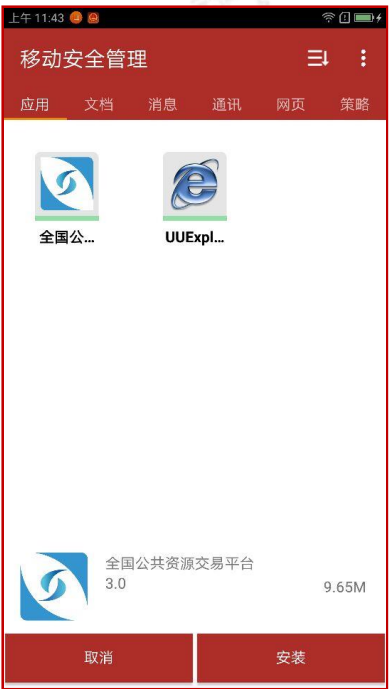 上午 11:43
移动安全管理
应用 文档 消息 通讯 网页 策略
全国公... UUExpl...
全国公共资源交易平台
3.0 9.65M
取消 安装